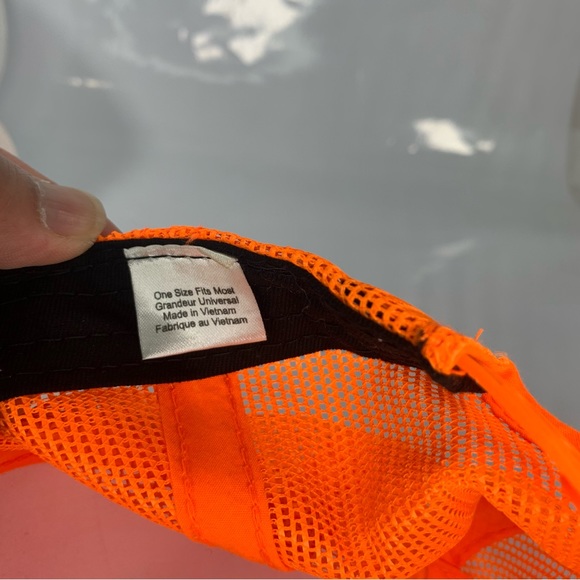 One Size Fits Most
Grandeur Universal
Made in Vietnam
Fabrique au Vietnam